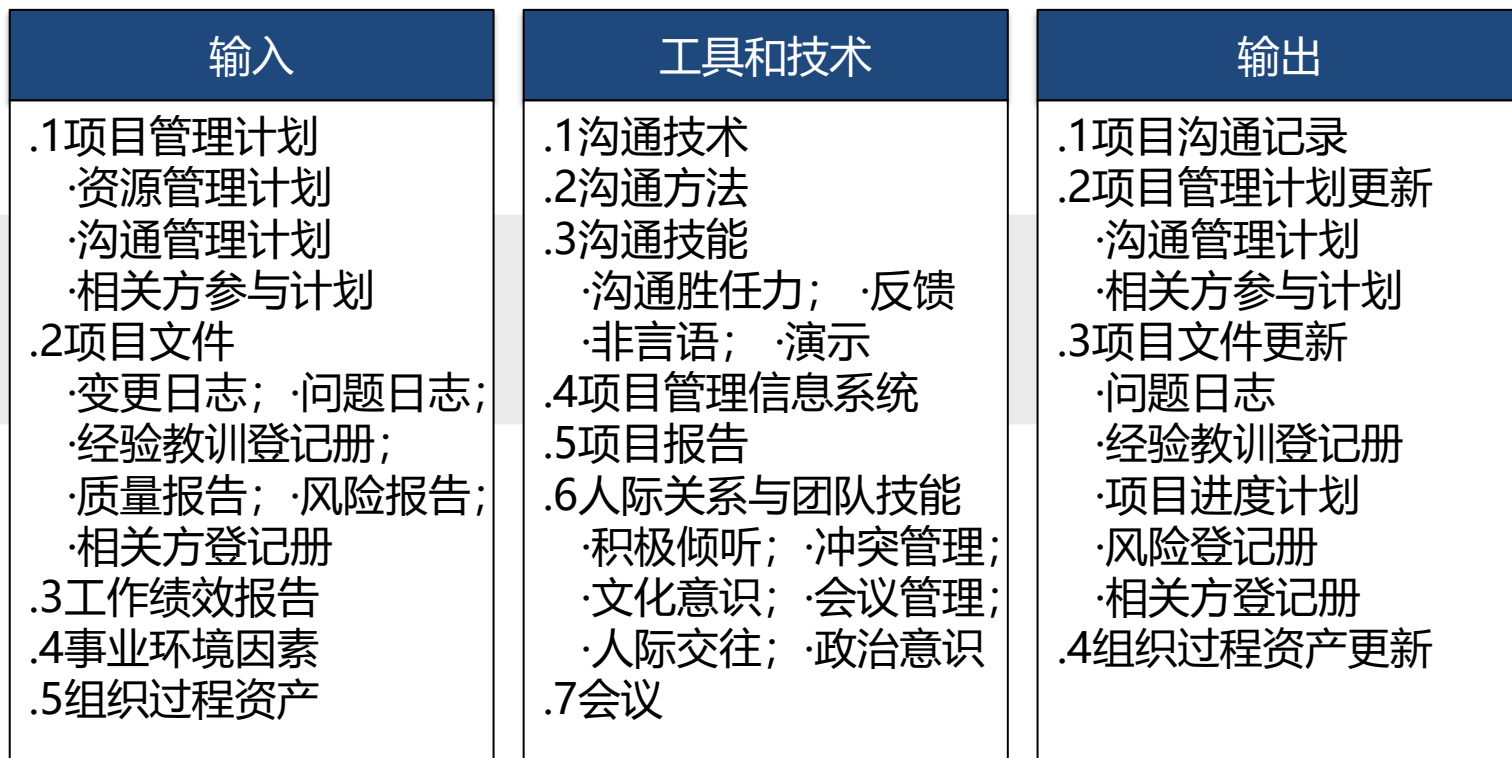 输入
.1项目管理计划
·资源管理计划
·沟通管理计划
·相关方参与计划
.2项目文件
·变更日志；·问题日志；
·经验教训登记册；
·质量报告；·风险报告；
·相关方登记册
.3工作绩效报告
.4事业环境因素
.5组织过程资产
工具和技术
.1沟通技术
.2沟通方法
.3沟通技能
·沟通胜任力； ·反馈
·非言语； ·演示
.4项目管理信息系统
.5项目报告
.6人际关系与团队技能
·积极倾听；·冲突管理；
·文化意识；·会议管理；
·人际交往；·政治意识
.7会议
输出
.1项目沟通记录
.2项目管理计划更新
·沟通管理计划
·相关方参与计划
.3项目文件更新
·问题日志
·经验教训登记册
·项目进度计划
·风险登记册
·相关方登记册
.4组织过程资产更新